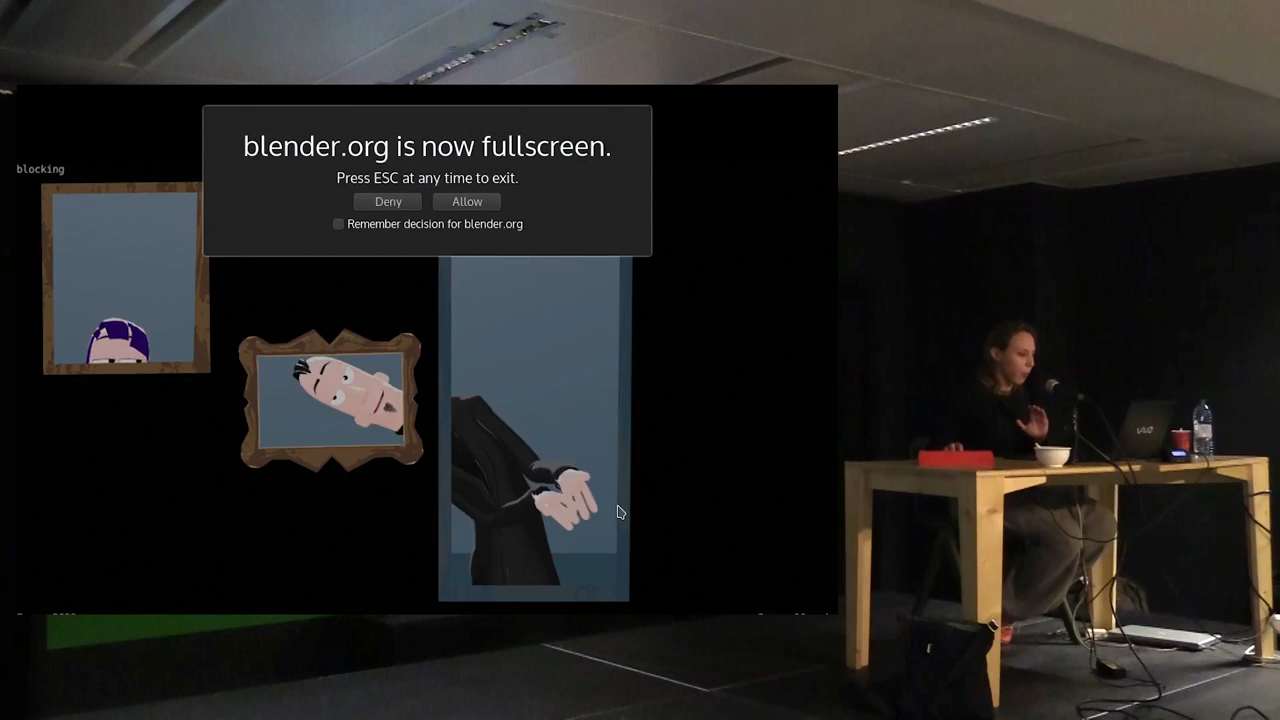 blender.org is now fullscreen.
Press ESC at any time to exit.
Deny Allow
Remember decision for blender.org
blocking
VAIO